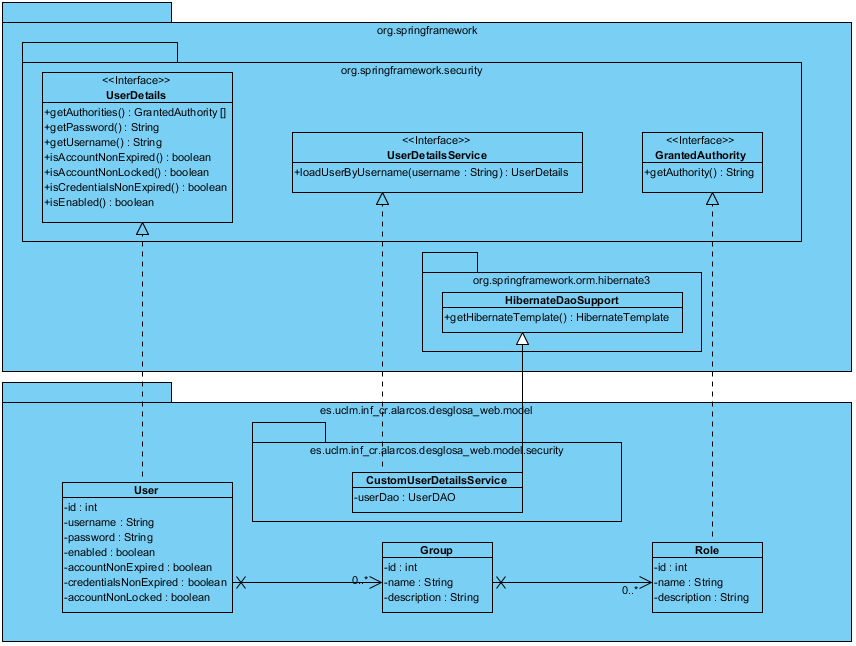 org.springframework
org.springframework.security
<<Interface>>
UserDetails
+getAuthorities() : GrantedAuthority []
+getPassword() : String
+getUsername() : String
+isAccountNonExpired() : boolean
+isAccountNonLocked() : boolean
+isCredentialsNonExpired() : boolean
+isEnabled() : boolean
<<Interface>>
UserDetailsService
+loadUserByUsername(username : String) : UserDetails
<<Interface>>
GrantedAuthority
+getAuthority() : String
org.springframework.orm.hibernate3
HibernateDaoSupport
+getHibernateTemplate() : HibernateTemplate
es.uclm.inf_cr.alarcos.desglosa_web.model
es.uclm.inf_cr.alarcos.desglosa_web.model.security
CustomUserDetailsService
-userDao : UserDAO
User
-id : int
-username : String
-password : String
-enabled : boolean
-accountNonExpired : boolean
-credentialsNonExpired : boolean
-accountNonLocked : boolean
0..*
Group
-id : int
-name : String
-description : String
0..*
Role
-id : int
-name : String
-description : String